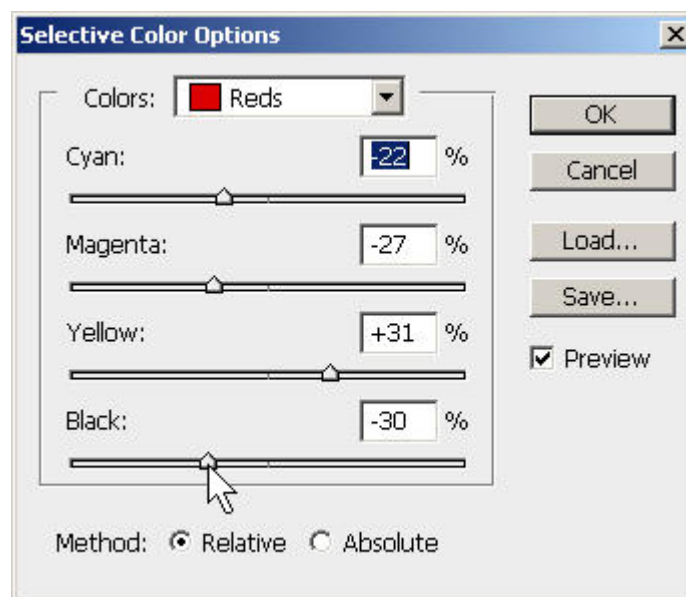 Selective Color Options
Colors: Reds
OK
Cyan: -22 %
Cancel
Magenta: -27 %
Load...
Save...
Yellow: +31 %
Preview
Black: -30 %
Method: Relative Absolute